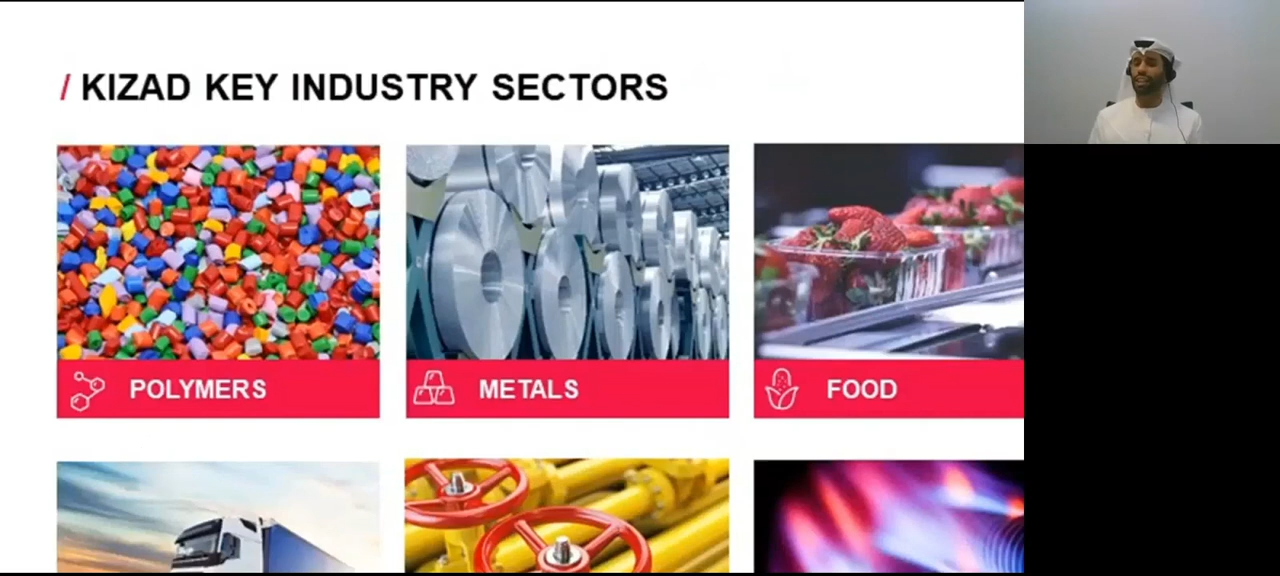 / KIZAD KEY INDUSTRY SECTORS
POLYMERS
METALS
FOOD